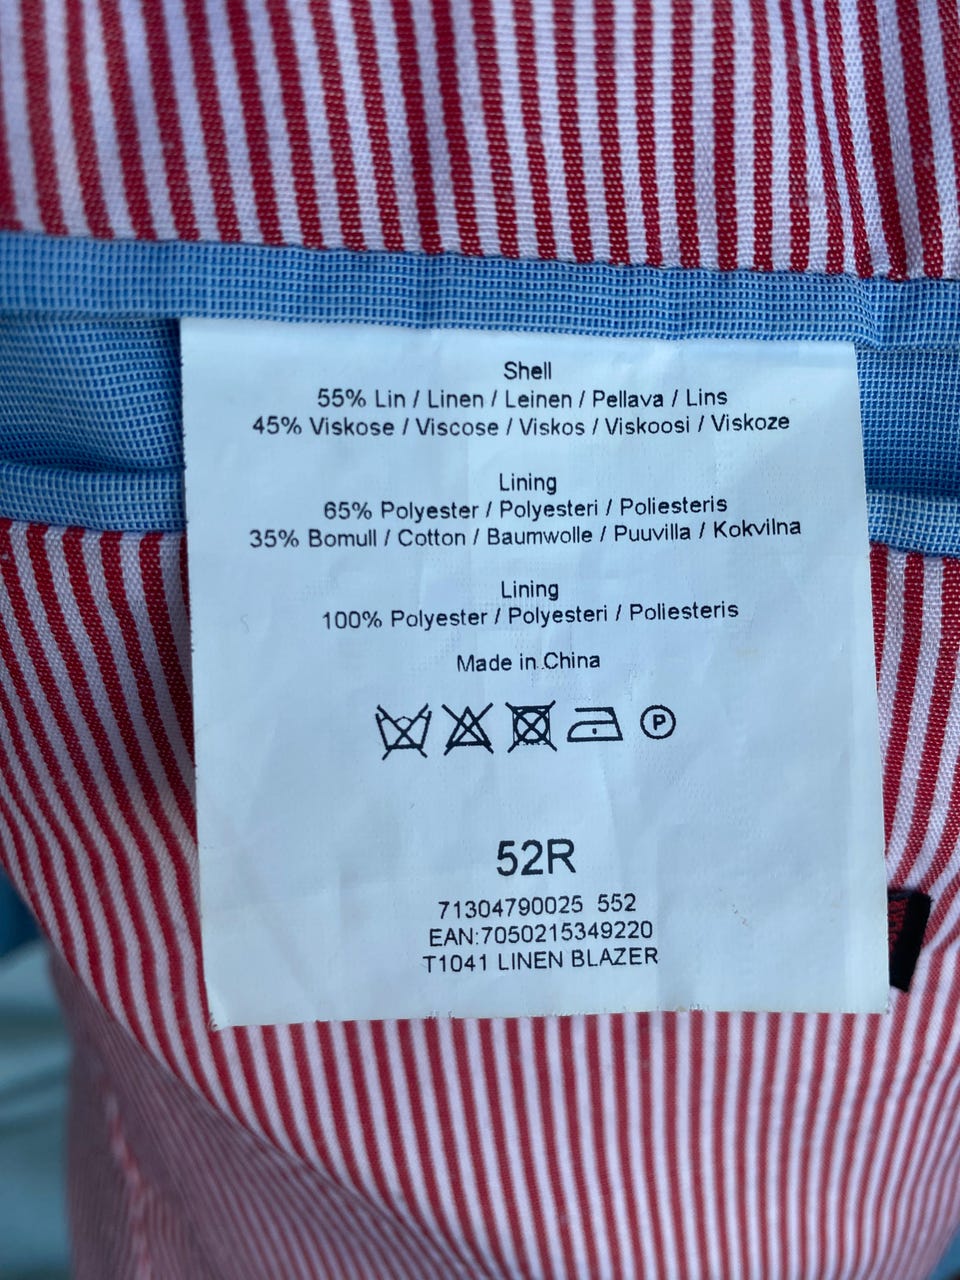 Shell
55% Lin / Linen / Leinen / Pellava / Lins
45% Viskose / Viscose / Viskos / Viskoosi / Viskoze
Lining
65% Polyester / Polyesteri / Poliesteris
35% Bomull / Cotton / Baumwolle / Puuvilla / Kokvilna
Lining
100% Polyester / Polyesteri / Poliesteris
Made in China
P
52R
71304790025 552
EAN:7050215349220
T1041 LINEN BLAZER